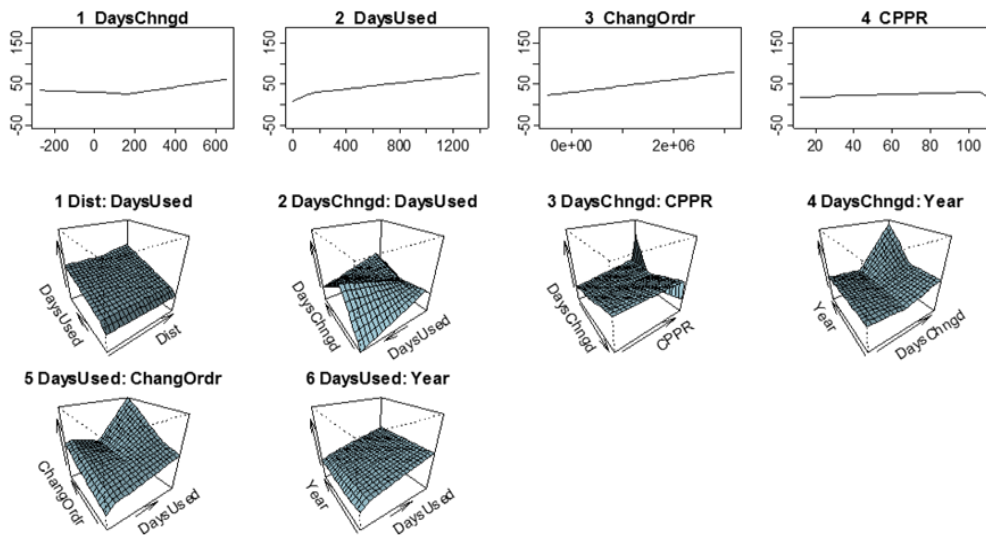 1 DaysChngd
2 DaysUsed
3 ChangOrdr
4 CPPR
-50 50 150
-200 0 200 400 600
-50 50 150
0 400 800 1200
-50 50 150
0e+00 2e+06
-50 50 150
20 40 60 80 100
1 Dist: DaysUsed
2 DaysChngd: DaysUsed
3 DaysChngd: CPPR
4 DaysChngd: Year
DaysUsed
Dist
DaysChngd
DaysUsed
DaysChngd
CPPR
Year
DaysChngd
5 DaysUsed: ChangOrdr
6 DaysUsed: Year
ChangOrdr
DaysUsed
Year
DaysUsed